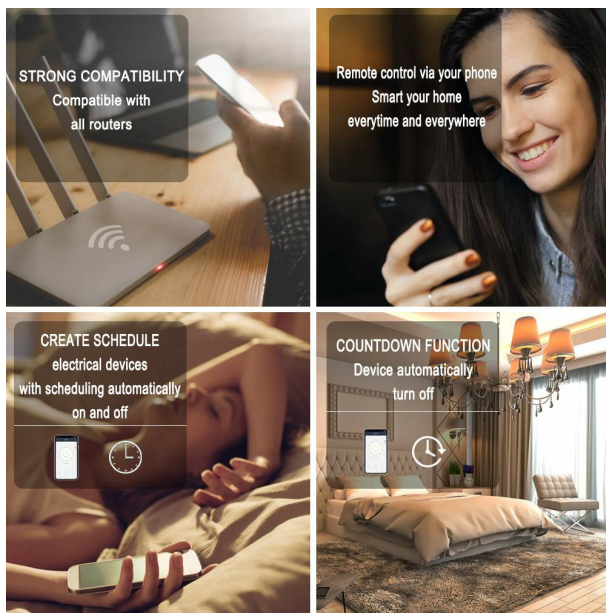 STRONG COMPATIBILITY
Compatible with
all routers
Remote control via your phone
Smart your home
everytime and everywhere
CREATE SCHEDULE
electrical devices
with scheduling automatically
on and off
COUNTDOWN FUNCTION
Device automatically
turn off